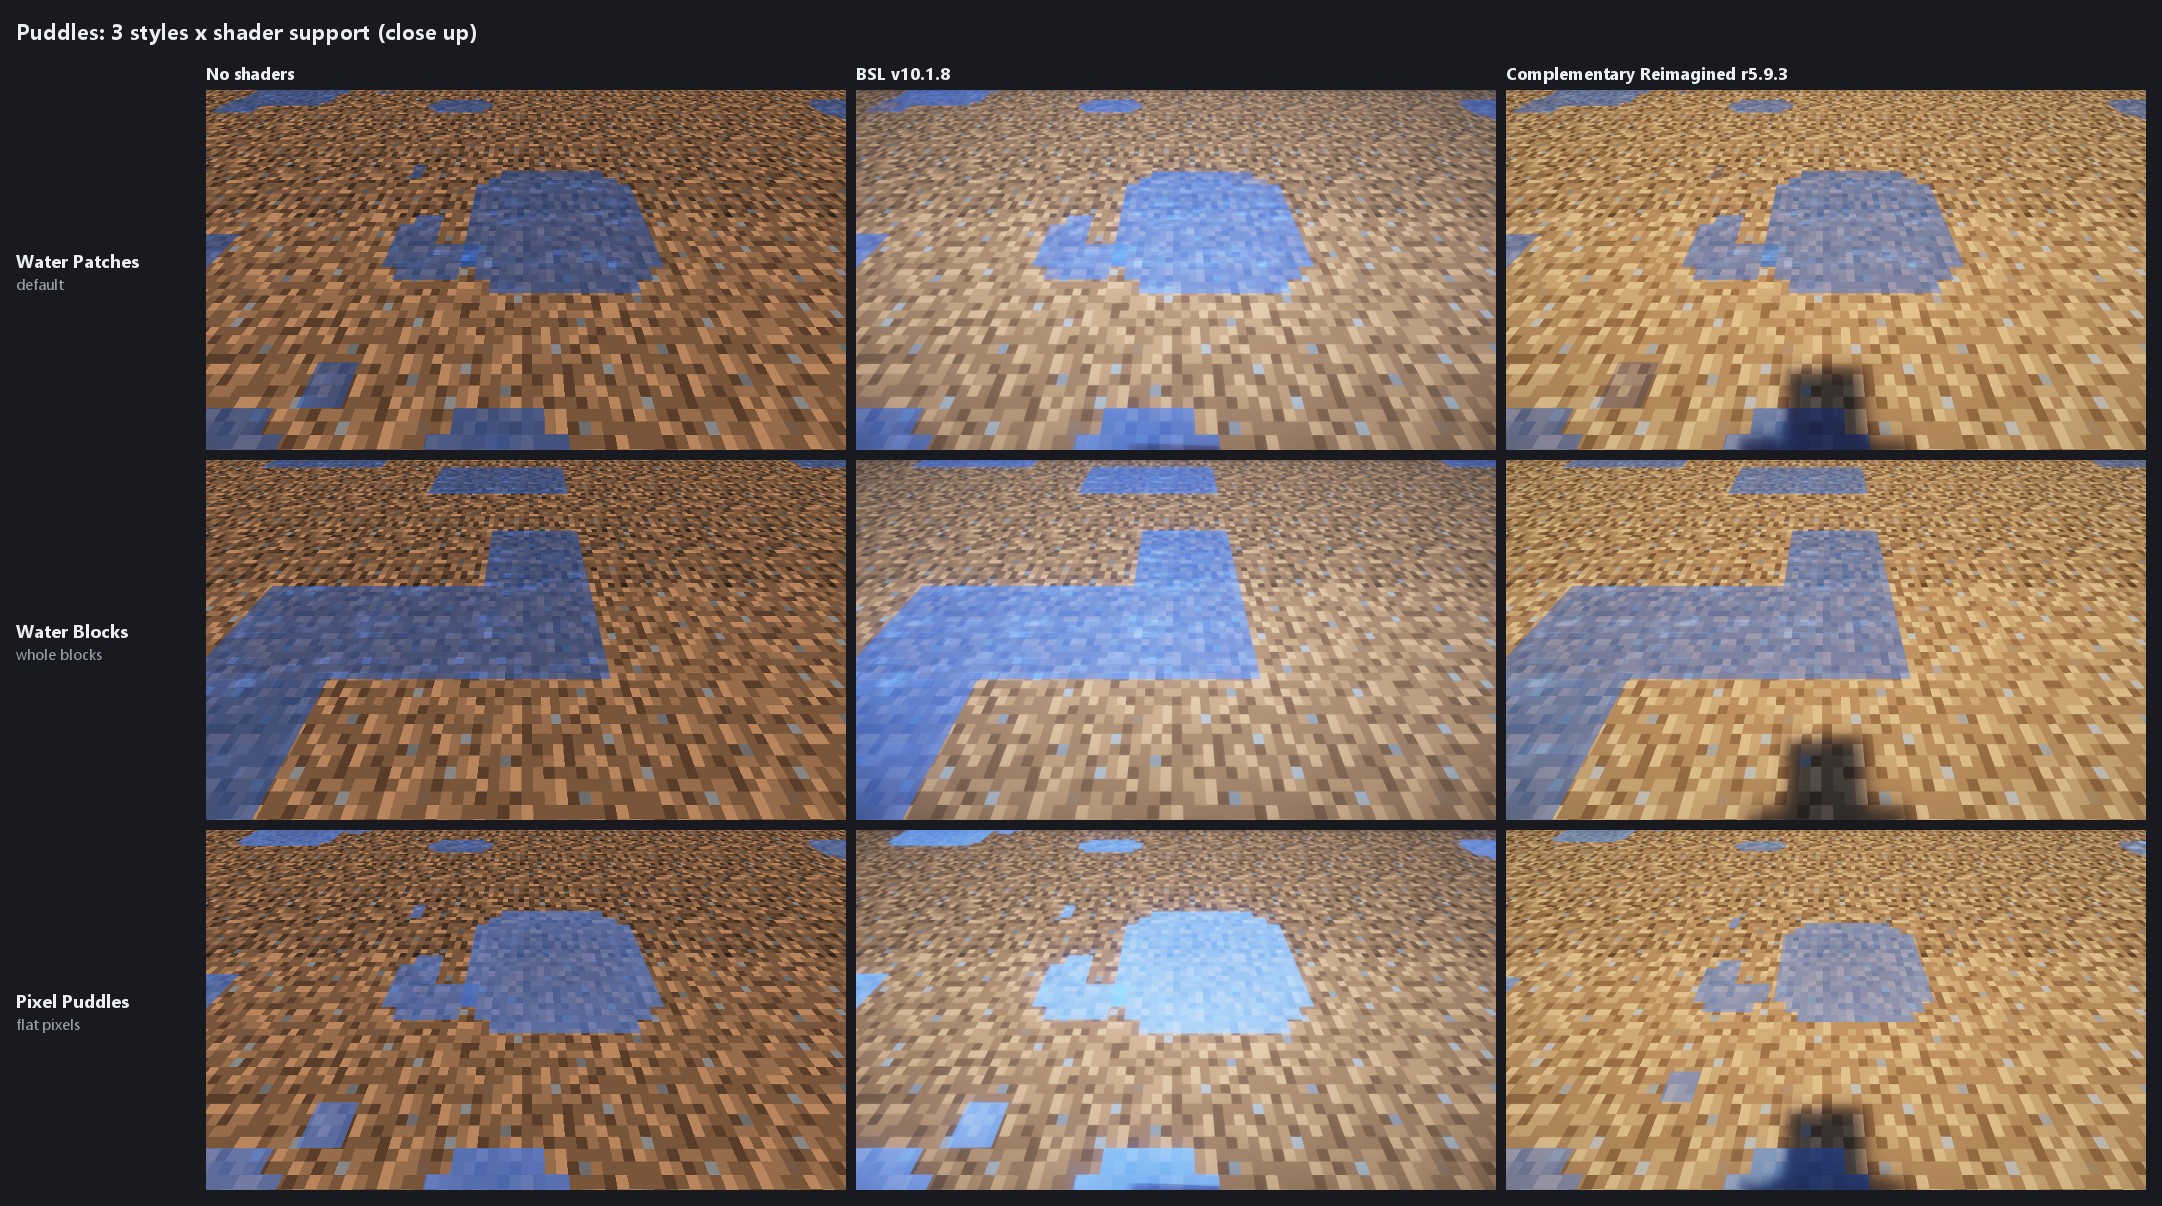 Puddles: 3 styles x shader support (close up)
No shaders
BSL v10.1.8
Complementary Reimagined r5.9.3
Water Patches
default
Water Blocks
whole blocks
Pixel Puddles
flat pixels